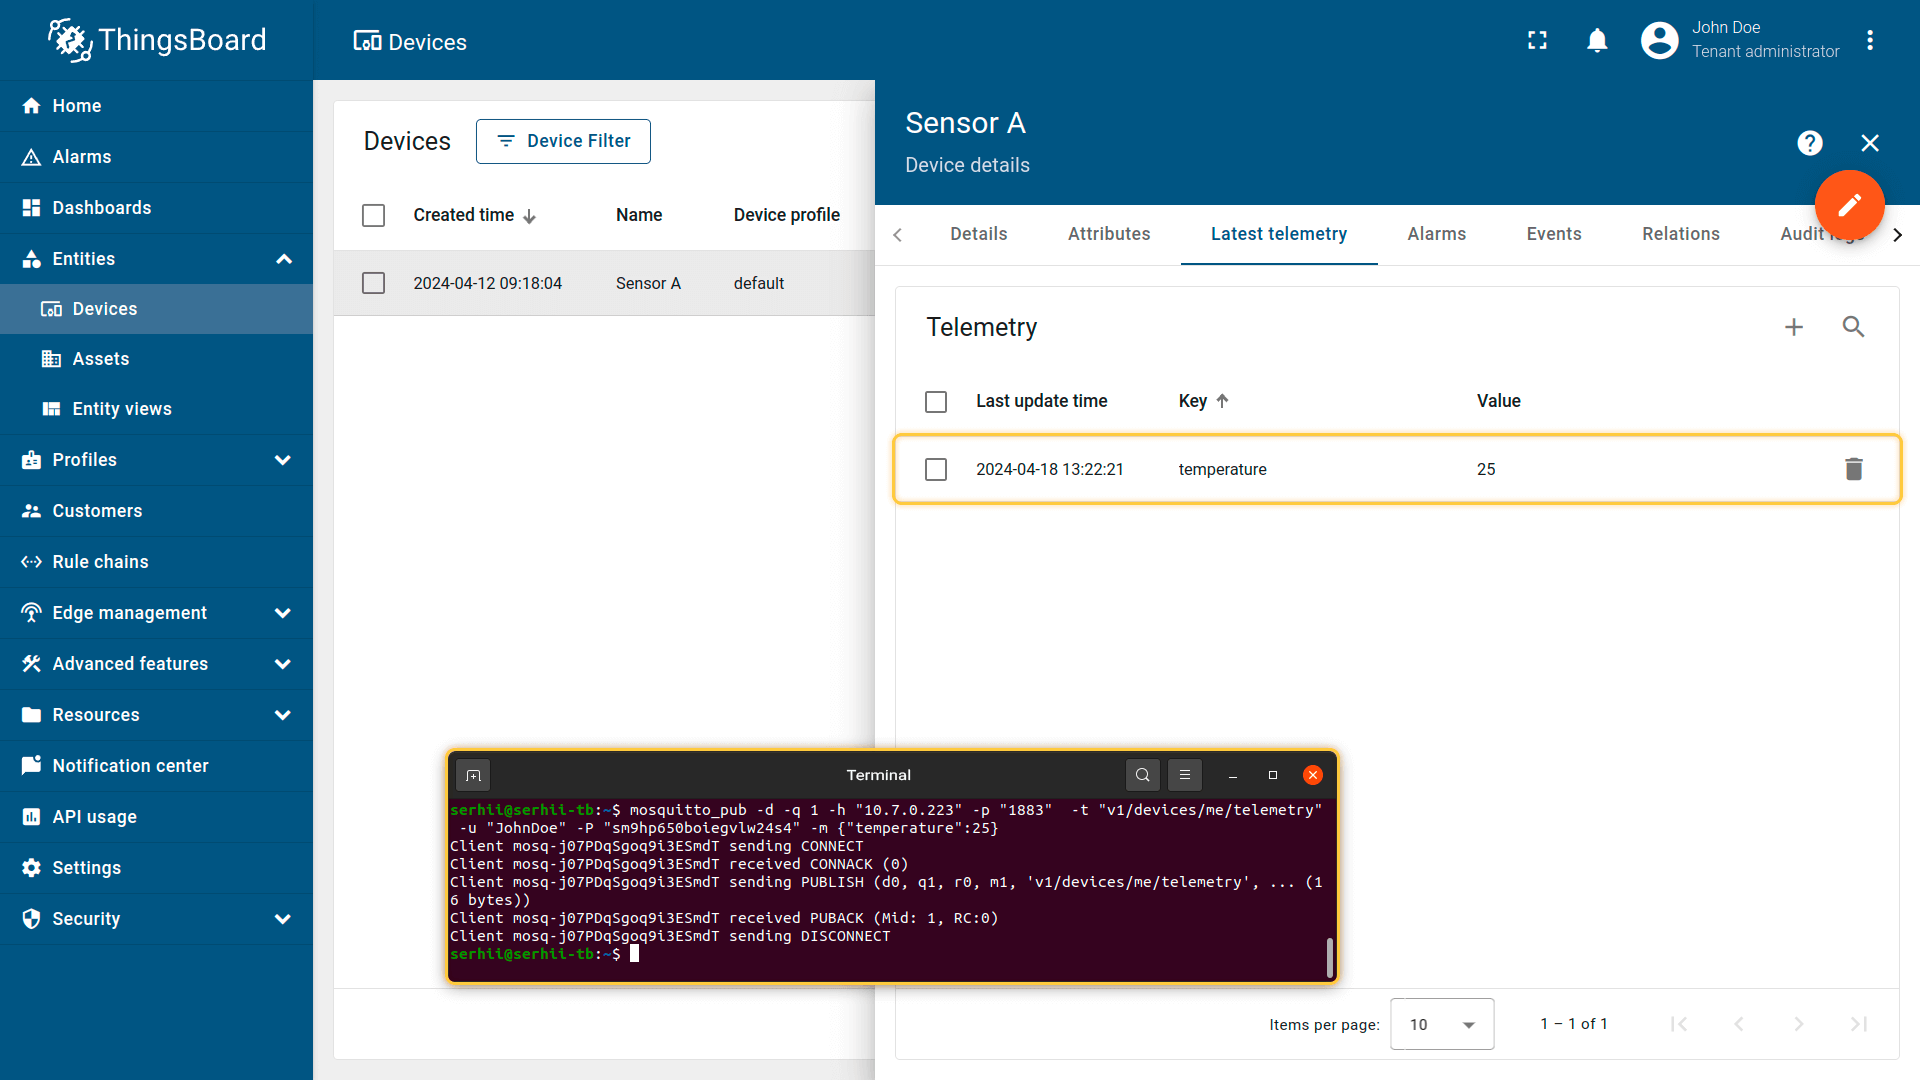 ThingsBoard
Devices
John Doe
Tenant administrator
Home
Alarms
Dashboards
Entities
Devices
Assets
Entity views
Profiles
Customers
Rule chains
Edge management
Advanced features
Resources
Notification center
API usage
Settings
Security
Devices
Device Filter
Created time Name Device profile
2024-04-12 09:18:04 Sensor A default
Sensor A
Device details
Details Attributes Latest telemetry Alarms Events Relations Audit logs
Telemetry
Last update time Key Value
2024-04-18 13:22:21 temperature 25
Terminal
serhii@serhii-tb:~$ mosquitto_pub -d -q 1 -h "10.7.0.223" -p "1883"  -t "v1/devices/me/telemetry"
-u "JohnDoe" -P "sm9hp650boiegvlw24s4" -m {"temperature":25}
Client mosq-j07PDqSgoq9i3ESmdT sending CONNECT
Client mosq-j07PDqSgoq9i3ESmdT received CONNACK (0)
Client mosq-j07PDqSgoq9i3ESmdT sending PUBLISH (d0, q1, r0, m1, 'v1/devices/me/telemetry', ... (1
6 bytes))
Client mosq-j07PDqSgoq9i3ESmdT received PUBACK (Mid: 1, RC:0)
Client mosq-j07PDqSgoq9i3ESmdT sending DISCONNECT
serhii@serhii-tb:~$
Items per page: 10 1 – 1 of 1